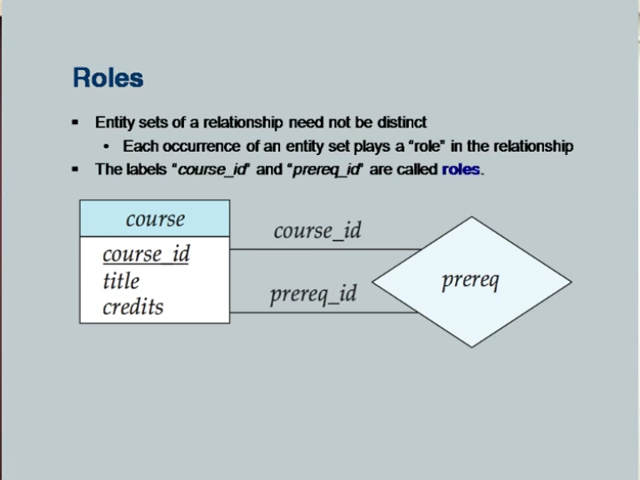 Roles
▪ Entity sets of a relationship need not be distinct
• Each occurrence of an entity set plays a "role" in the relationship
▪ The labels "course_id" and "prereq_id" are called roles.
course
course_id
title
credits
course_id
prereq_id
prereq